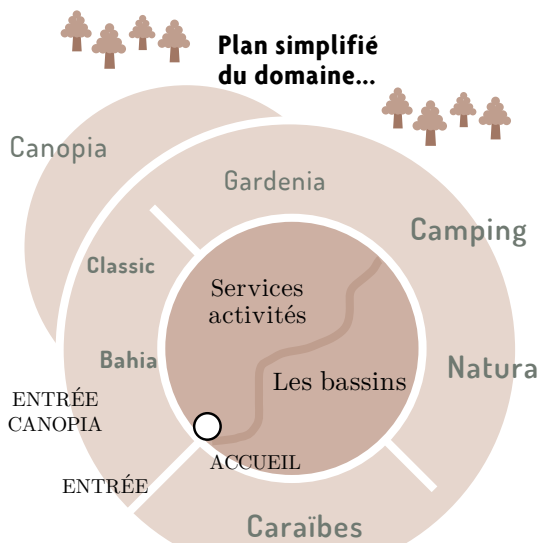 Plan simplifié
du domaine...
Canopia
Gardenia
Camping
Classic
Services
activités
Bahia
Natura
Les bassins
ENTRÉE
CANOPIA
ACCUEIL
ENTRÉE
Caraïbes